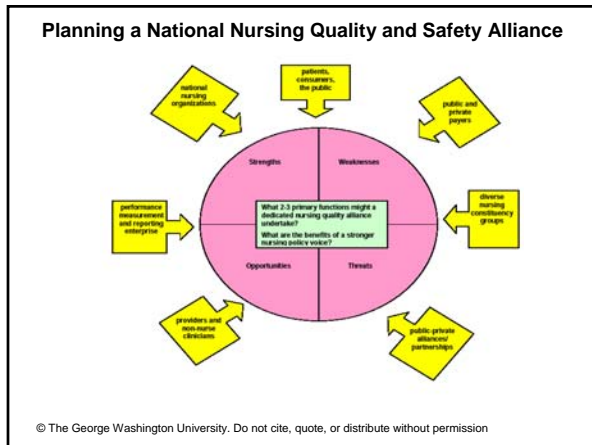 Planning a National Nursing Quality and Safety Alliance
patients,
consumers,
the public
national
nursing
organizations
public and
private
payers
Strengths
Weaknesses
performance
measurement
and reporting
enterprise
What 2-3 primary functions might a
dedicated nursing quality alliance
undertake?
What are the benefits of a stronger
nursing policy voice?
diverse
nursing
constituency
groups
Opportunities
Threats
providers and
non-nurse
clinicians
public-private
alliances/
partnerships
© The George Washington University. Do not cite, quote, or distribute without permission